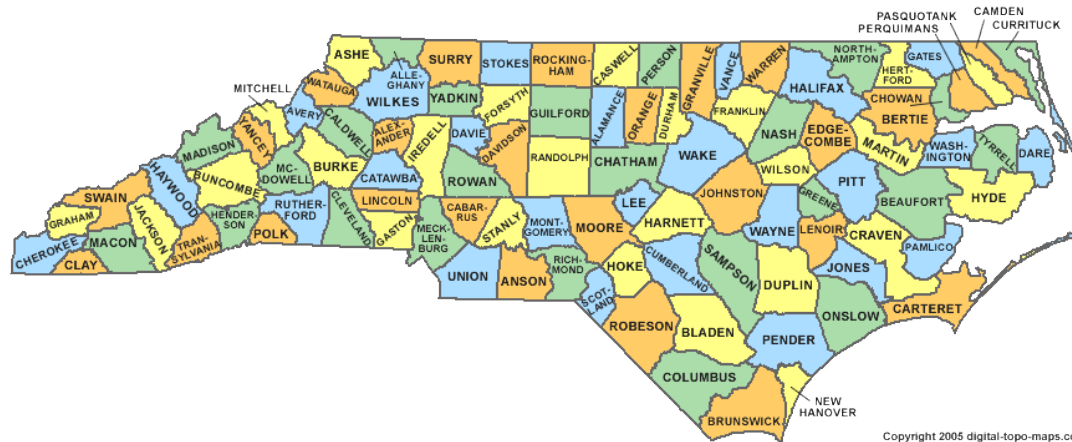 CAMDEN
PASQUOTANK
CURRITUCK
PERQUIMANS
ASHE
ALLE-
GHANY
SURRY
STOKES
ROCKING-
HAM
CASWELL
PERSON
GRANVILLE
VANCE
WARREN
NORTH-
AMPTON
HERT-
FORD
GATES
WATAUGA
WILKES
YADKIN
FORSYTH
GUILFORD
ALAMANCE
ORANGE
DURHAM
FRANKLIN
HALIFAX
CHOWAN
BERTIE
MITCHELL
AVERY
YANCEY
CALDWELL
ALEX-
ANDER
IREDELL
DAVIE
DAVIDSON
RANDOLPH
CHATHAM
WAKE
NASH
EDGE-
COMBE
MARTIN
WASH-
INGTON
TYRRELL
DARE
MADISON
HAYWOOD
BUNCOMBE
MC-
DOWELL
BURKE
CATAWBA
ROWAN
WILSON
PITT
BEAUFORT
HYDE
SWAIN
GRAHAM
JACKSON
HENDER-
SON
RUTHER-
FORD
CLEVELAND
LINCOLN
CABAR-
RUS
STANLY
MONT-
GOMERY
MOORE
LEE
HARNETT
JOHNSTON
GREENE
WAYNE
LENOIR
CRAVEN
PAMLICO
CHEROKEE
MACON
CLAY
TRAN-
SYLVANIA
POLK
GASTON
MECK-
LEN-
BURG
UNION
ANSON
RICH-
MOND
SCOT-
LAND
HOKE
CUMBERLAND
SAMPSON
DUPLIN
JONES
ONSLOW
CARTERET
ROBESON
BLADEN
PENDER
COLUMBUS
BRUNSWICK
NEW
HANOVER
Copyright 2005 digital-topo-maps.c